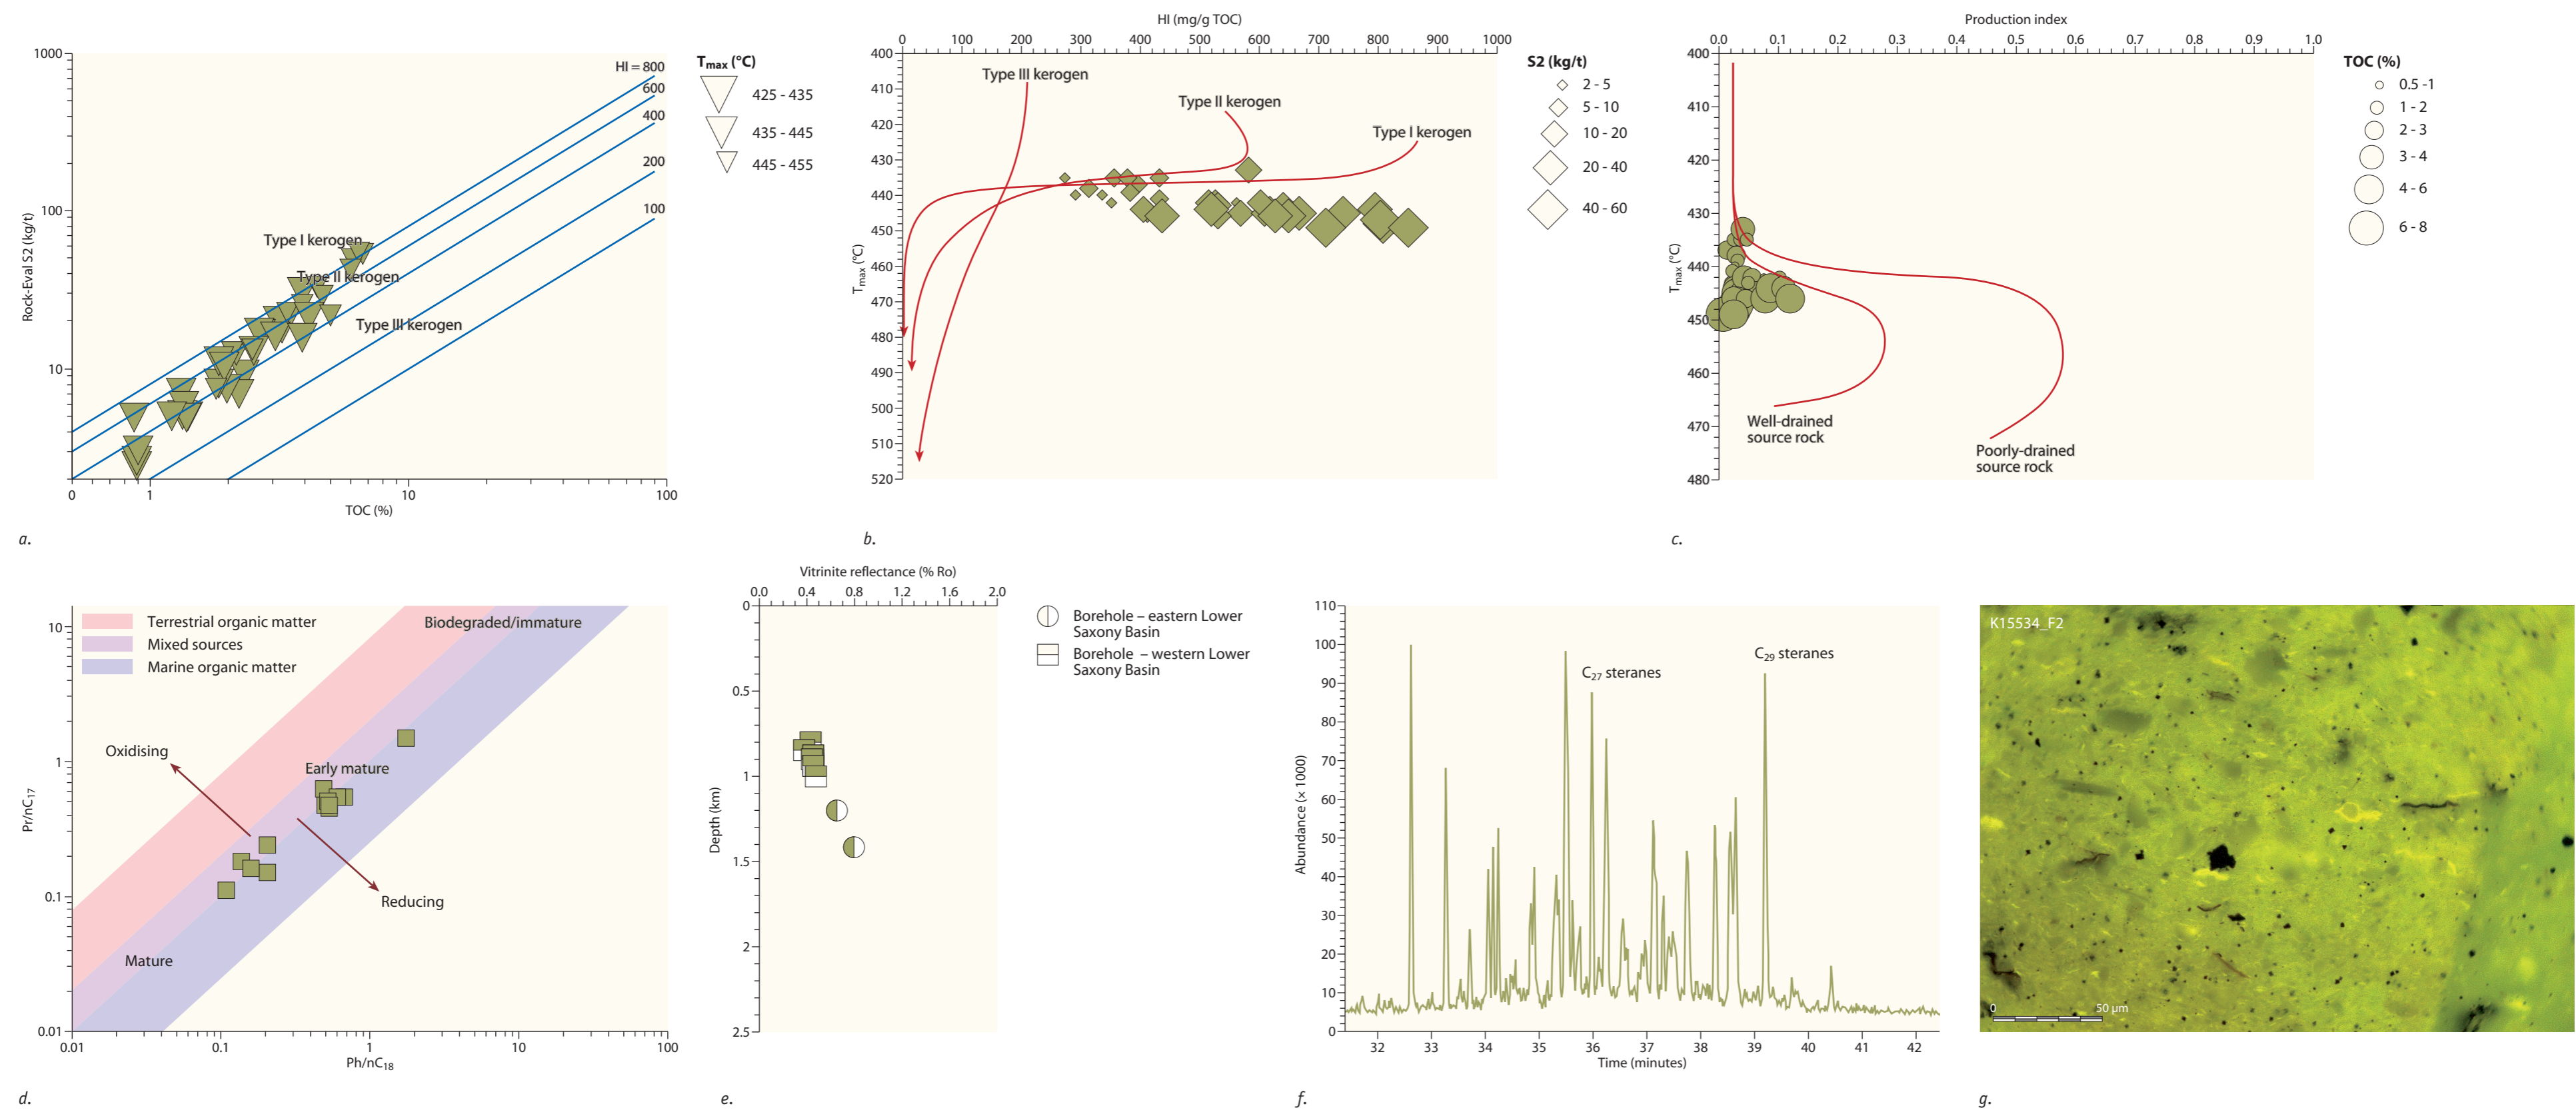 1000
100
10
0
1
10
100
Rock-Eval S2 (kg/t)
TOC (%)
HI = 800
600
400
200
100
Type I kerogen
Type II kerogen
Type III kerogen
Tmax (°C)
425 - 435
435 - 445
445 - 455
a.
HI (mg/g TOC)
0 100 200 300 400 500 600 700 800 900 1000
400
410
420
430
440
450
460
470
480
490
500
510
520
Tmax (°C)
Type III kerogen
Type II kerogen
Type I kerogen
S2 (kg/t)
2 - 5
5 - 10
10 - 20
20 - 40
40 - 60
b.
Production index
0.0 0.1 0.2 0.3 0.4 0.5 0.6 0.7 0.8 0.9 1.0
400
410
420
430
440
450
460
470
480
Tmax (°C)
Well-drained
source rock
Poorly-drained
source rock
TOC (%)
0.5 -1
1 - 2
2 - 3
3 - 4
4 - 6
6 - 8
c.
Terrestrial organic matter
Mixed sources
Marine organic matter
Biodegraded/immature
Oxidising
Early mature
Reducing
Mature
10
1
0.1
0.01
Pr/nC17
0.01 0.1 1 10 100
Ph/nC18
d.
Vitrinite reflectance (% Ro)
0.0 0.4 0.8 1.2 1.6 2.0
0
0.5
1
1.5
2
2.5
Depth (km)
Borehole – eastern Lower
Saxony Basin
Borehole – western Lower
Saxony Basin
e.
110
100
90
80
70
60
50
40
30
20
10
0
Abundance (× 1000)
C27 steranes
C29 steranes
32 33 34 35 36 37 38 39 40 41 42
Time (minutes)
f.
K15534_F2
0 50 μm
g.